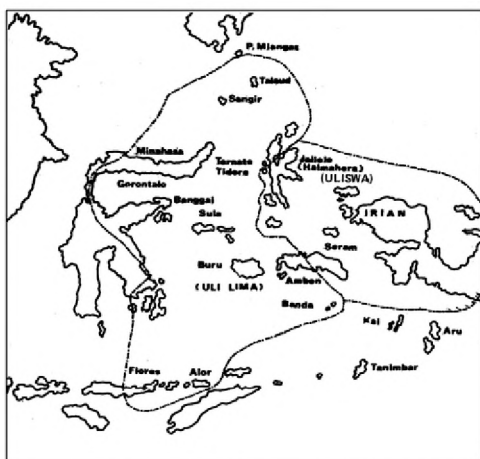 P. Miangas
Talaud
Sangir
Minahasa
Ternate
Tidore
Jailolo
(Halmahera)
(ULISWA)
Gorontalo
Banggai
Sula
IRIAN
Seram
Buru
(ULI LIMA)
Ambon
Banda
Kai
Aru
Tanimbar
Flores
Alor